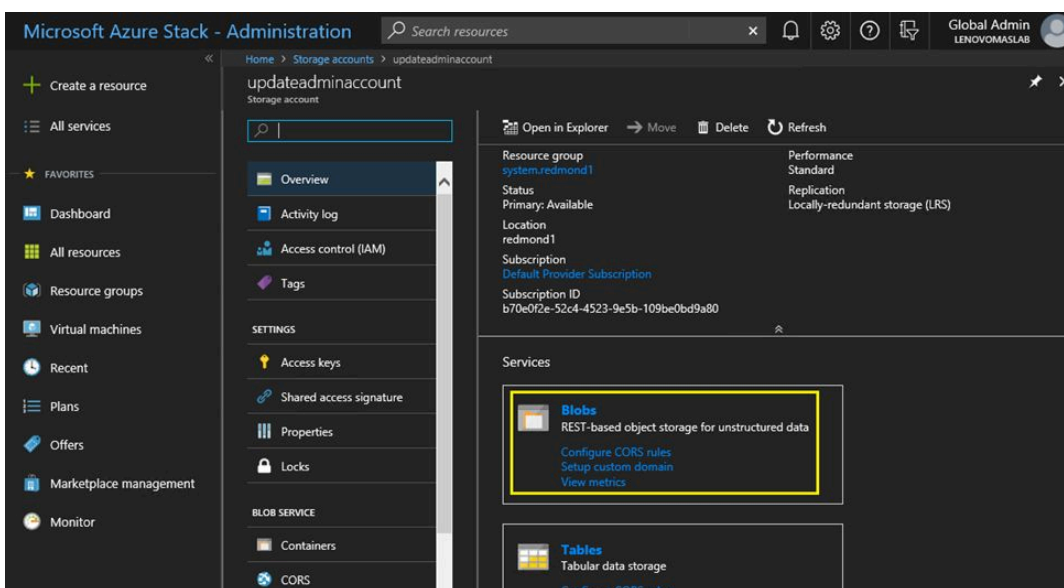 Microsoft Azure Stack - Administration
Search resources
Global Admin
LENOVOMASLAB
Home > Storage accounts > updateadminaccount
Create a resource
All services
FAVORITES
Dashboard
All resources
Resource groups
Virtual machines
Recent
Plans
Offers
Marketplace management
Monitor
updateadminaccount
Storage account
Overview
Activity log
Access control (IAM)
Tags
SETTINGS
Access keys
Shared access signature
Properties
Locks
BLOB SERVICE
Containers
CORS
Open in Explorer
Move
Delete
Refresh
Resource group
system.redmond1
Status
Primary: Available
Location
redmond1
Subscription
Default Provider Subscription
Subscription ID
b70e0f2e-52c4-4523-9e5b-109be0bd9a80
Performance
Standard
Replication
Locally-redundant storage (LRS)
Services
Blobs
REST-based object storage for unstructured data
Configure CORS rules
Setup custom domain
View metrics
Tables
Tabular data storage